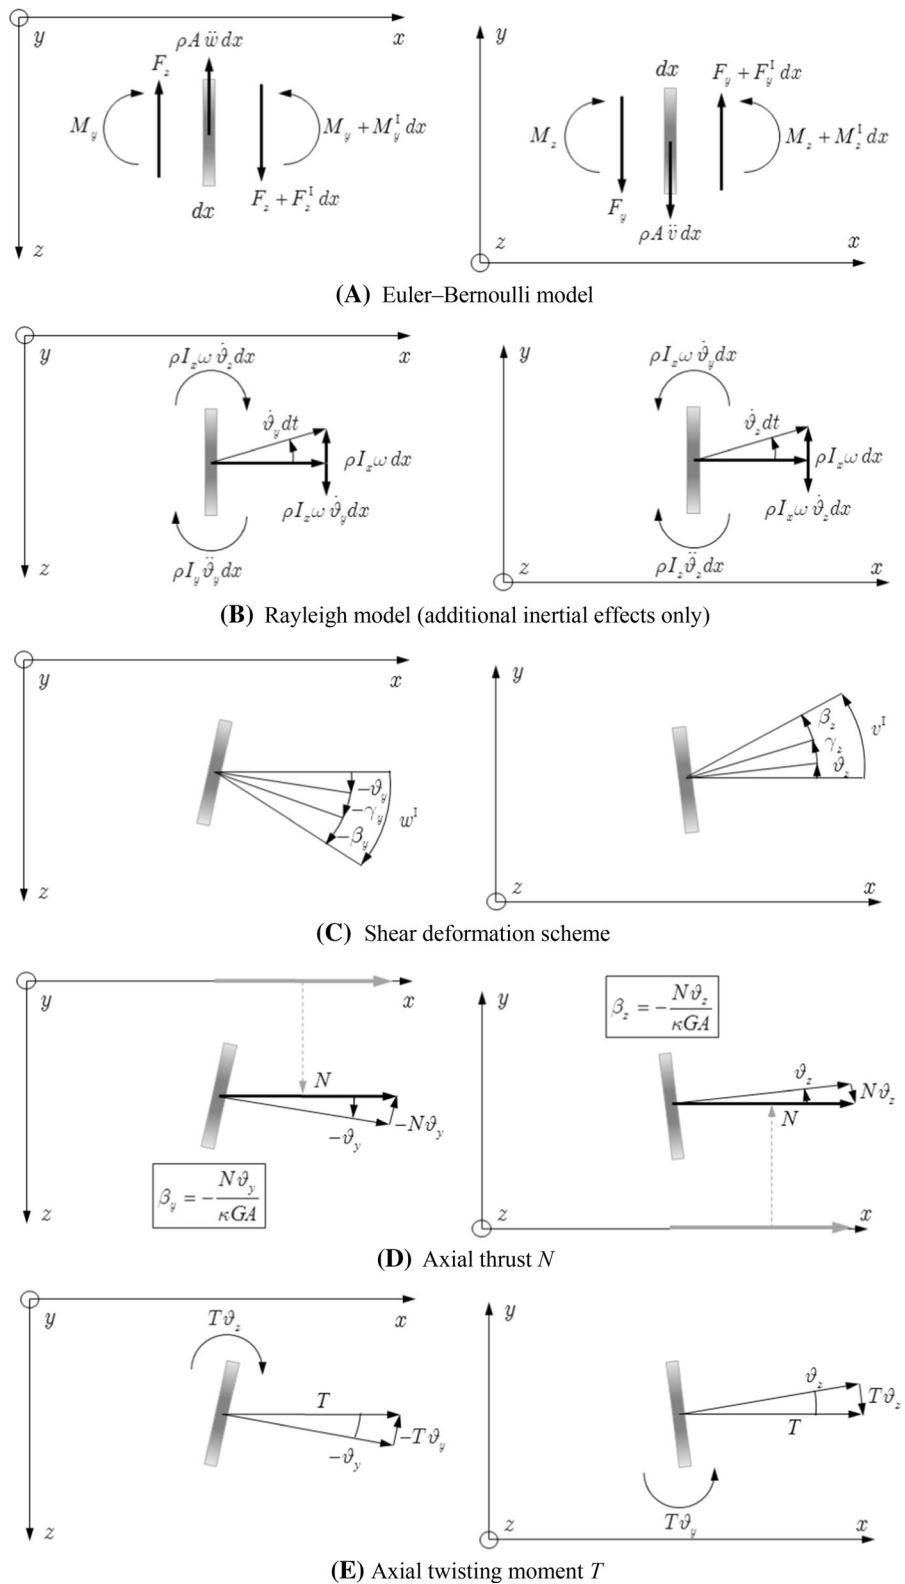 y
x
ρA ẅ dx
F_z
M_y
M_y + M_y^I dx
F_z + F_z^I dx
dx
z
y
dx
F_y + F_y^I dx
M_z
M_z + M_z^I dx
F_y
ρA v̈ dx
z
x
(A) Euler–Bernoulli model
y
x
ρI_x ω ϑ̇_z dx
ϑ̇_y dt
ρI_x ω dx
ρI_x ω ϑ̇_y dx
ρI_y ϑ̈_y dx
z
y
ρI_x ω ϑ̇_y dx
ϑ̇_z dt
ρI_x ω dx
ρI_x ω ϑ̇_z dx
ρI_z ϑ̈_z dx
z
x
(B) Rayleigh model (additional inertial effects only)
y
x
−ϑ_y
−γ_y
−β_y
w^I
z
y
β_z
γ_z
ϑ_z
v^I
z
x
(C) Shear deformation scheme
y
x
N
−Nϑ_y
−ϑ_y
β_y = − Nϑ_y / κGA
z
y
β_z = − Nϑ_z / κGA
ϑ_z
Nϑ_z
N
z
x
(D) Axial thrust N
y
x
Tϑ_z
T
−Tϑ_y
−ϑ_y
z
y
ϑ_z
Tϑ_z
T
Tϑ_y
z
x
(E) Axial twisting moment T